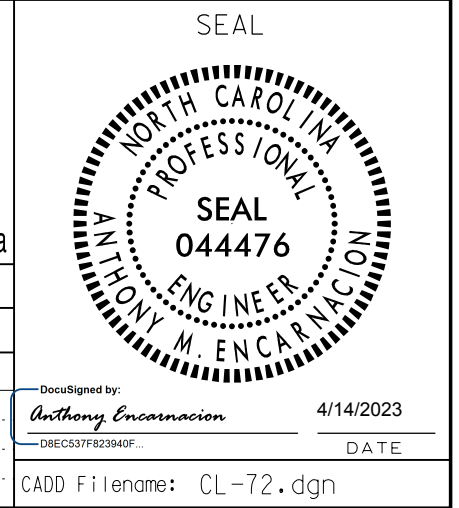 SEAL
NORTH CAROLINA
PROFESSIONAL
SEAL
044476
ENGINEER
ANTHONY M. ENCARNACION
a
DocuSigned by:
Anthony Encarnacion
D8EC537F823940F...
4/14/2023
DATE
CADD Filename: CL-72.dgn